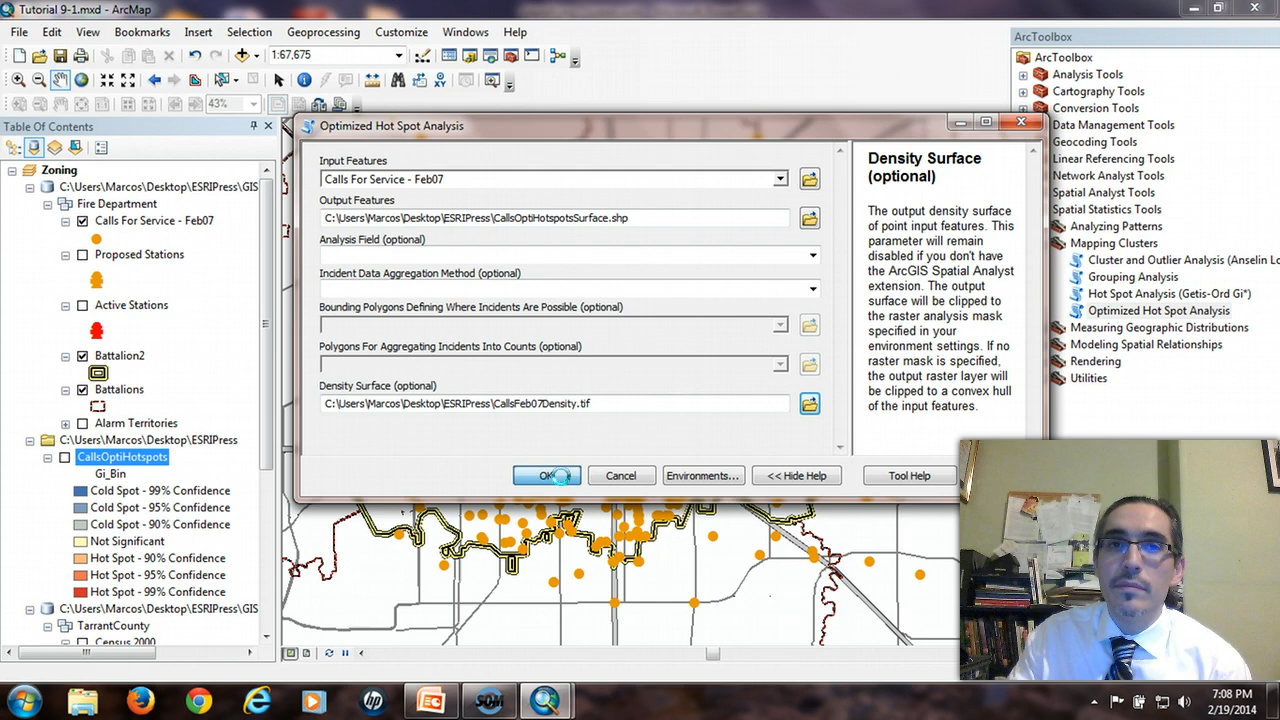 Tutorial 9-1.mxd - ArcMap
File Edit View Bookmarks Insert Selection Geoprocessing Customize Windows Help
1:67,675
43%
Table Of Contents
Zoning
C:\Users\Marcos\Desktop\ESRIPress\GIS
Fire Department
Calls For Service - Feb07
Proposed Stations
Active Stations
Battalion2
Battalions
Alarm Territories
C:\Users\Marcos\Desktop\ESRIPress
CallsOptiHotspots
Gi_Bin
Cold Spot - 99% Confidence
Cold Spot - 95% Confidence
Cold Spot - 90% Confidence
Not Significant
Hot Spot - 90% Confidence
Hot Spot - 95% Confidence
Hot Spot - 99% Confidence
C:\Users\Marcos\Desktop\ESRIPress\GIS
TarrantCounty
Census 2000
Optimized Hot Spot Analysis
Input Features
Calls For Service - Feb07
Output Features
C:\Users\Marcos\Desktop\ESRIPress\CallsOptiHotspotsSurface.shp
Analysis Field (optional)
Incident Data Aggregation Method (optional)
Bounding Polygons Defining Where Incidents Are Possible (optional)
Polygons For Aggregating Incidents Into Counts (optional)
Density Surface (optional)
C:\Users\Marcos\Desktop\ESRIPress\CallsFeb07Density.tif
OK Cancel Environments... << Hide Help Tool Help
Density Surface
(optional)
The output density surface
of point input features. This
parameter will remain
disabled if you don't have
the ArcGIS Spatial Analyst
extension. The output
surface will be clipped to
the raster analysis mask
specified in your
environment settings. If no
raster mask is specified,
the output raster layer will
be clipped to a convex hull
of the input features.
ArcToolbox
ArcToolbox
Analysis Tools
Cartography Tools
Conversion Tools
Data Management Tools
Geocoding Tools
Linear Referencing Tools
Network Analyst Tools
Spatial Analyst Tools
Spatial Statistics Tools
Analyzing Patterns
Mapping Clusters
Cluster and Outlier Analysis (Anselin Lo
Grouping Analysis
Hot Spot Analysis (Getis-Ord Gi*)
Optimized Hot Spot Analysis
Measuring Geographic Distributions
Modeling Spatial Relationships
Rendering
Utilities
hp
SOM
7:08 PM
2/19/2014